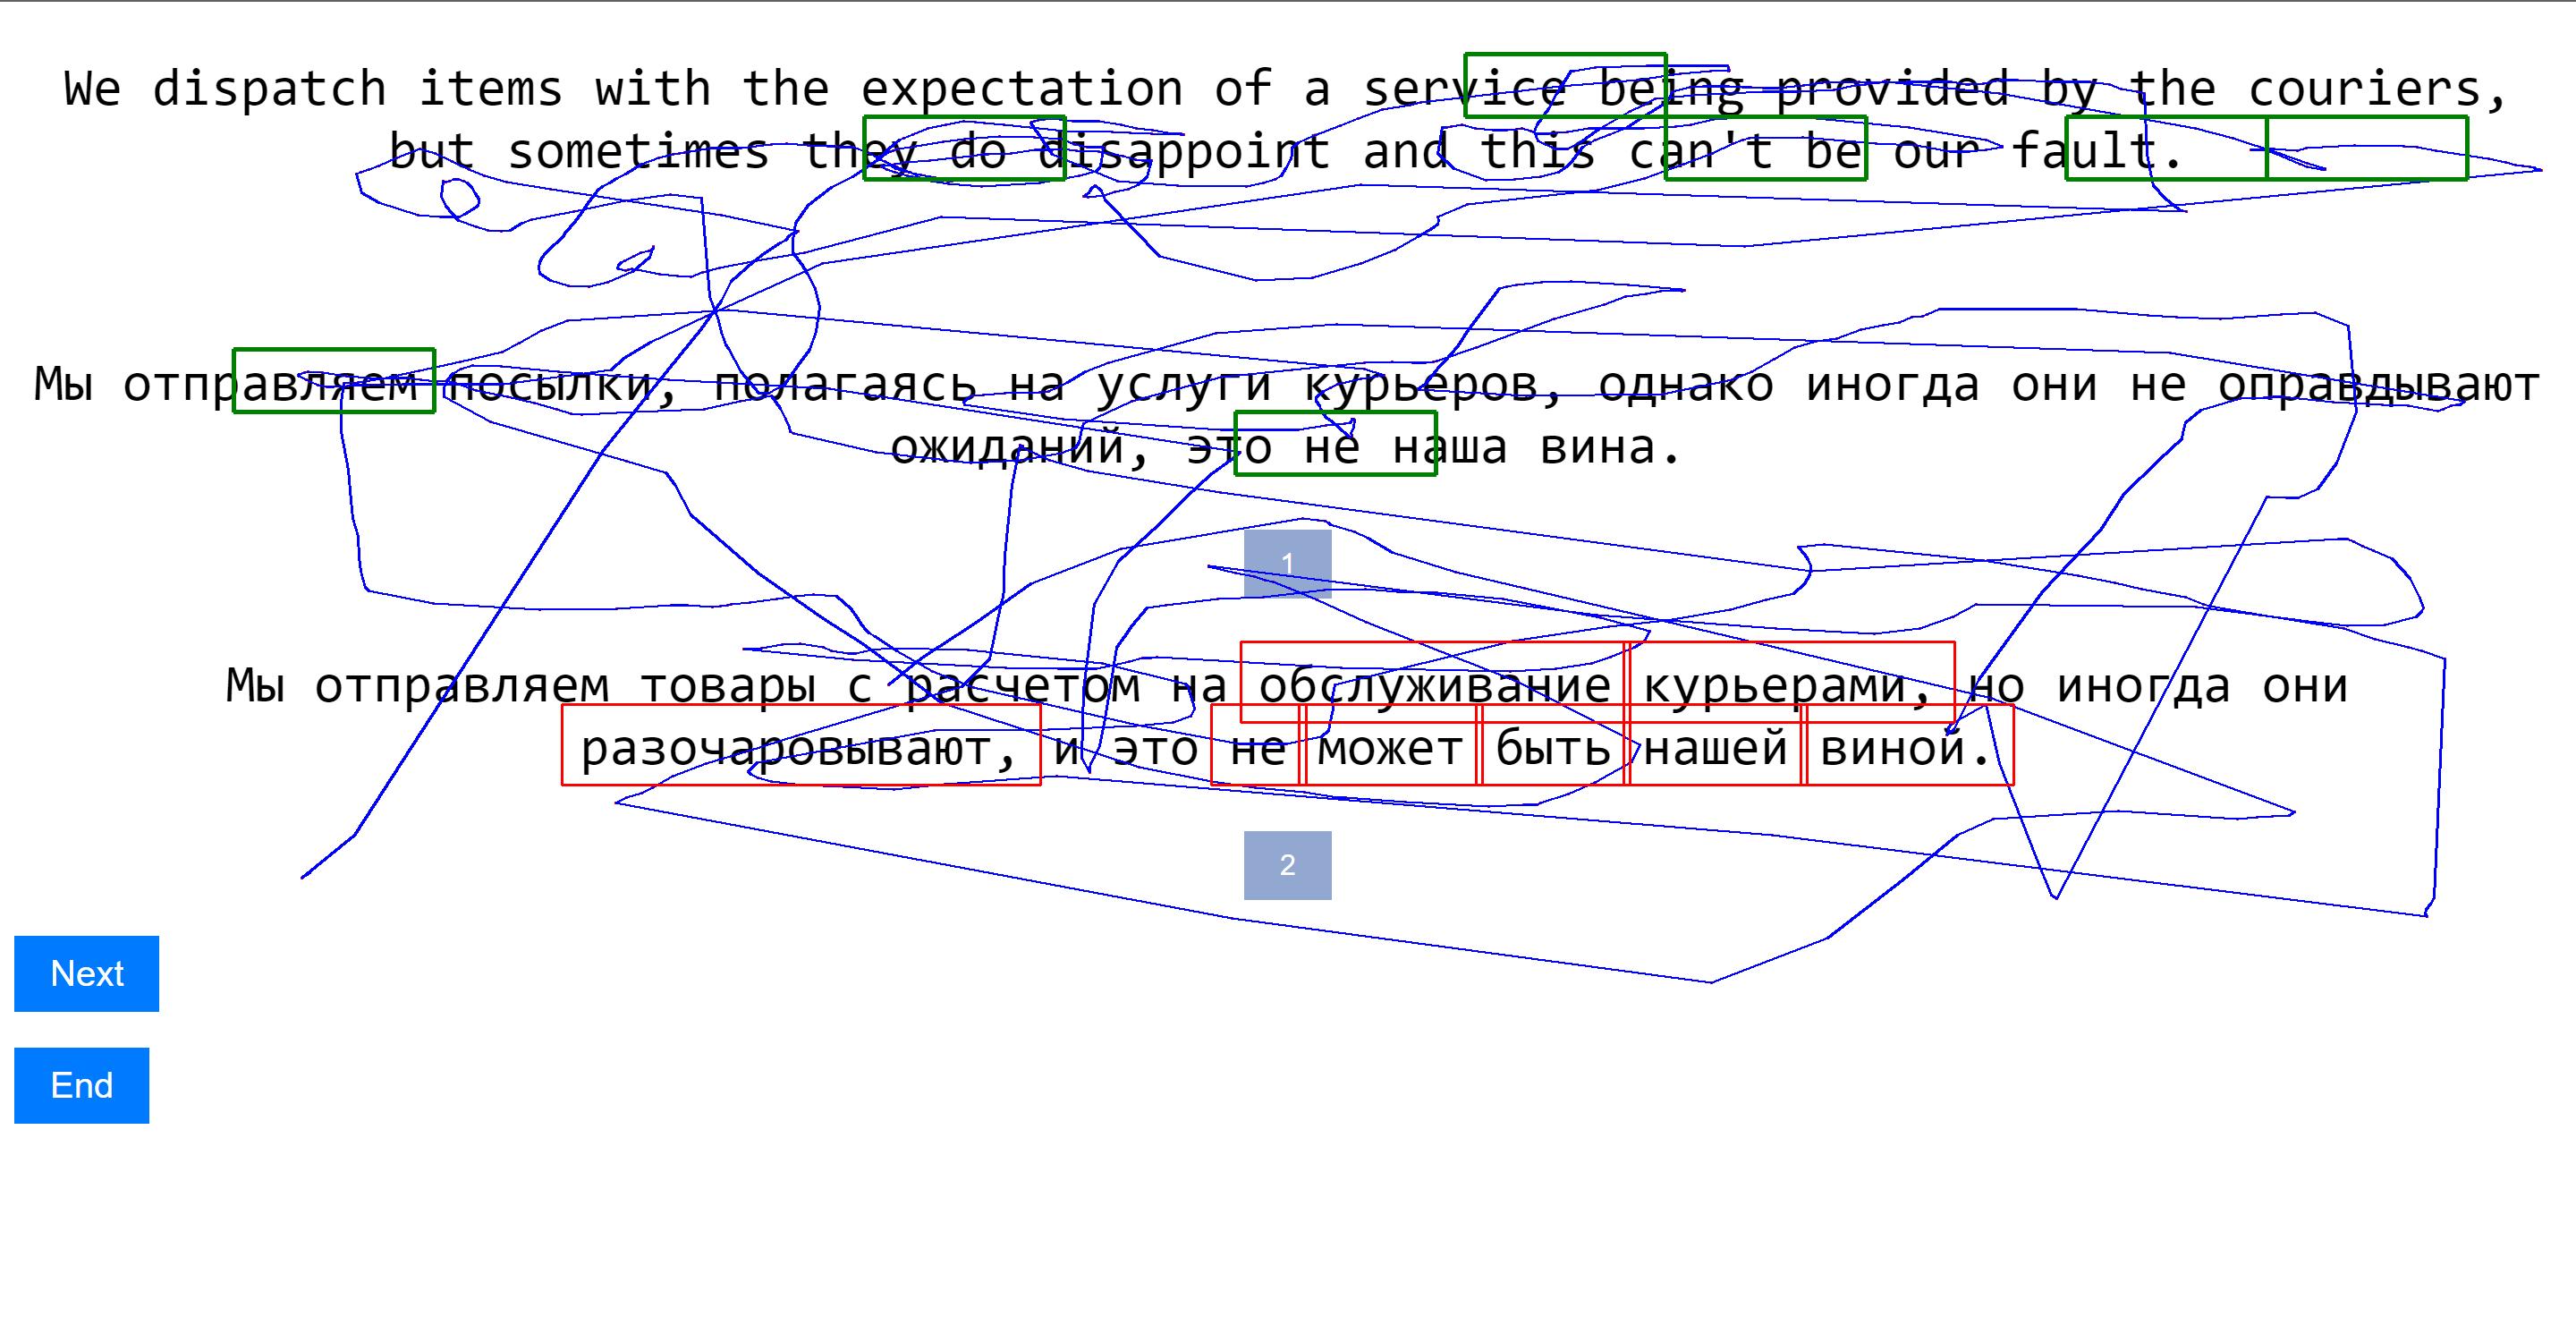 We dispatch items with the expectation of a service being provided by the couriers,
but sometimes they do disappoint and this can't be our fault.
Мы отправляем посылки, полагаясь на услуги курьеров, однако иногда они не оправдывают
ожиданий, это не наша вина.
1
Мы отправляем товары с расчетом на обслуживание курьерами, но иногда они
разочаровывают, и это не может быть нашей виной.
2
Next
End